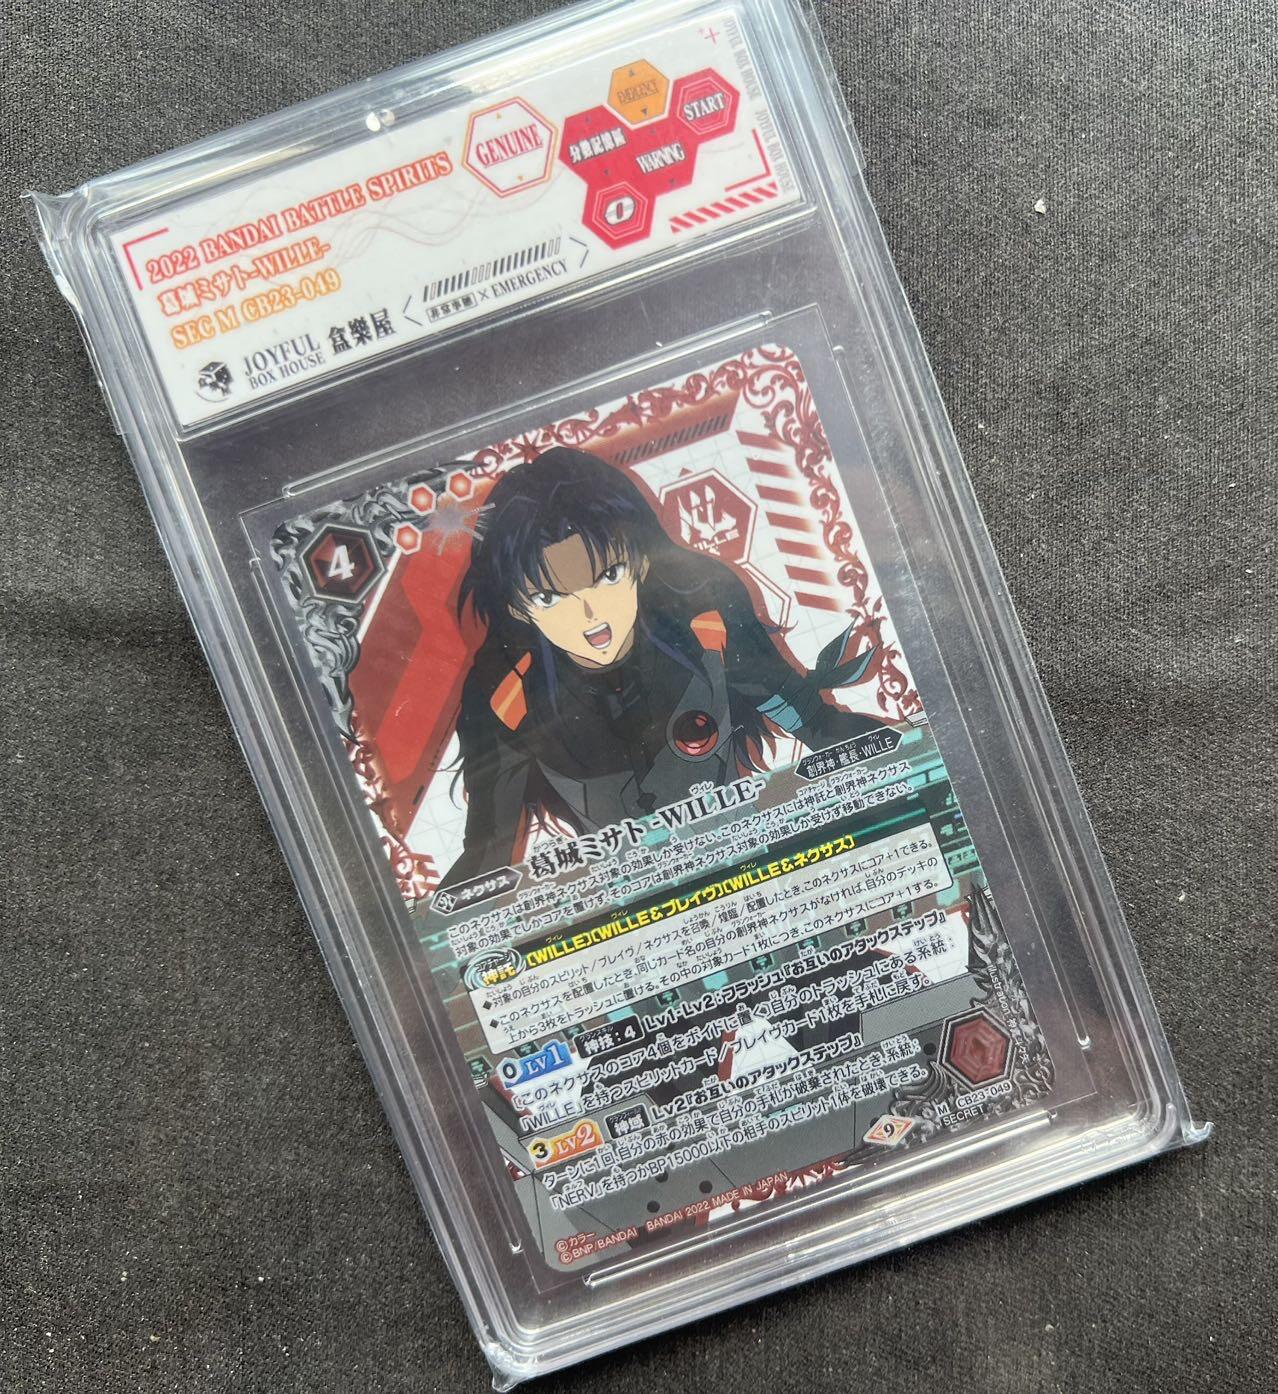 2022 BANDAI BATTLE SPIRITS
葛城ミサト-WILLE-
SEC M CB23-049
JOYFUL
BOX HOUSE
盒樂屋
非常事態×EMERGENCY
GENUINE
EMERGENCY
START
WARNING
JOYFUL BOX HOUSE JOYFUL BOX HOUSE
4
WILLE
創界神・艦長・WILLE
ネクサス
葛城ミサト -WILLE-
このネクサスは創界神ネクサス対象の効果しか受けない。このネクサスには神託と創界神ネクサス
対象の効果でしかコアを置けず、そのコアは創界神ネクサス対象の効果しか受けず移動できない。
神託 【WILLE】【WILLE&ブレイヴ】【WILLE&ネクサス】
◆対象の自分のスピリット/ブレイヴ/ネクサスを召喚/煌臨/配置したとき、このネクサスにコア+1できる。
◆このネクサスを配置したとき、同じカード名の自分の創界神ネクサスがなければ、自分のデッキの
上から3枚をトラッシュに置ける。その中の対象カード1枚につき、このネクサスにコア+1する。
0 LV1 神技:4 Lv1・Lv2:フラッシュ『お互いのアタックステップ』
「このネクサスのコア4個をボイドに置く」自分のトラッシュにある系統:
「WILLE」を持つスピリットカード/ブレイヴカード1枚を手札に戻す。
3 LV2 神域 Lv2『お互いのアタックステップ』
ターンに1回、自分の赤の効果で自分の手札が破棄されたとき、系統:
「NERV」を持つかBP15000以下の相手のスピリット1体を破壊できる。
M CB23-049
SECRET
9
©カラー
©BNP/BANDAI BANDAI 2022 MADE IN JAPAN